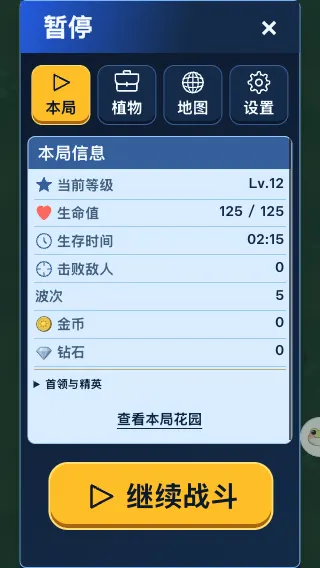 暂停
本局
植物
地图
设置
本局信息
当前等级 Lv.12
生命值 125 / 125
生存时间 02:15
击败敌人 0
波次 5
金币 0
钻石 0
首领与精英
查看本局花园
继续战斗